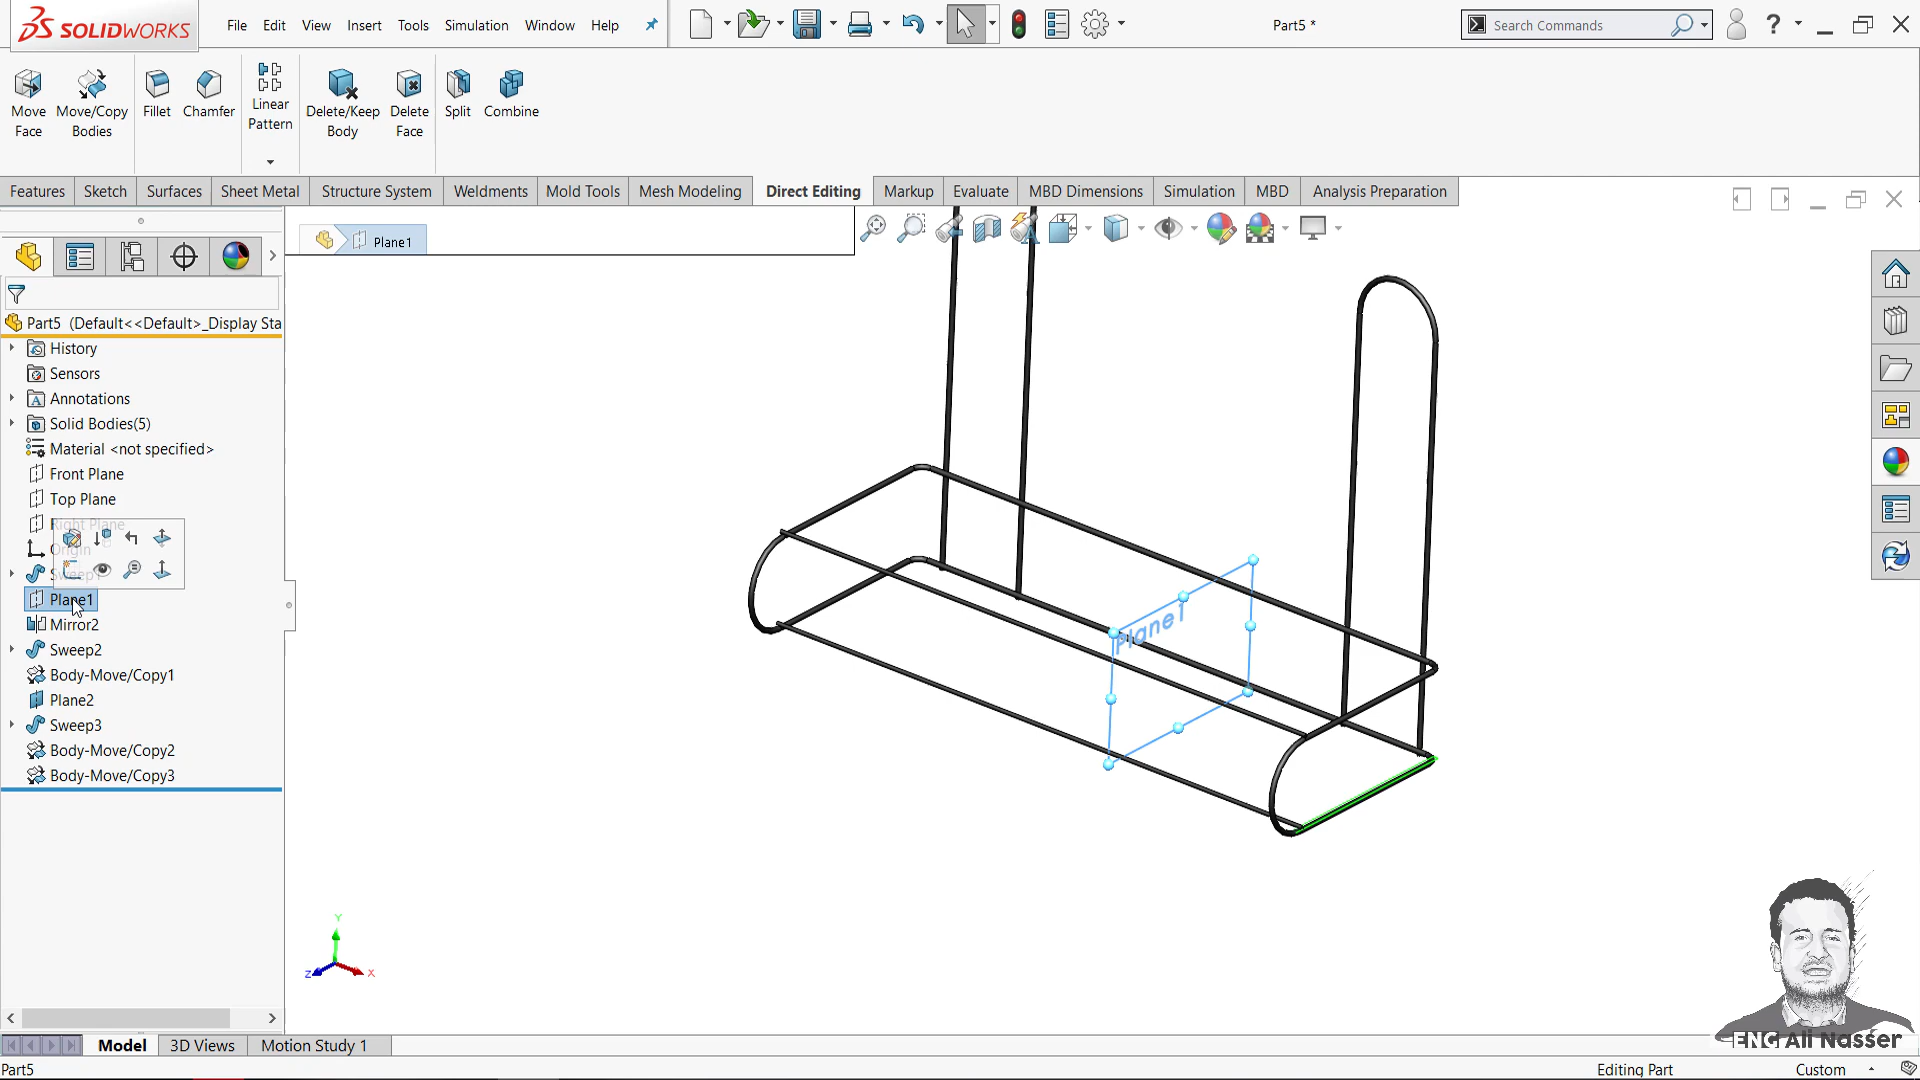 SOLIDWORKS
File Edit View Insert Tools Simulation Window Help
Part5 *
Search Commands
Move Face
Move/Copy Bodies
Fillet
Chamfer
Linear Pattern
Delete/Keep Body
Delete Face
Split
Combine
Features Sketch Surfaces Sheet Metal Structure System Weldments Mold Tools Mesh Modeling Direct Editing Markup Evaluate MBD Dimensions Simulation MBD Analysis Preparation
Plane1
Part5 (Default<<Default>_Display Sta
History
Sensors
Annotations
Solid Bodies(5)
Material <not specified>
Front Plane
Top Plane
Right Plane
Origin
Sweep1
Plane1
Mirror2
Sweep2
Body-Move/Copy1
Plane2
Sweep3
Body-Move/Copy2
Body-Move/Copy3
Plane1
Y
Z
X
ENG Ali Nasser
Model 3D Views Motion Study 1
Part5
Editing Part
Custom